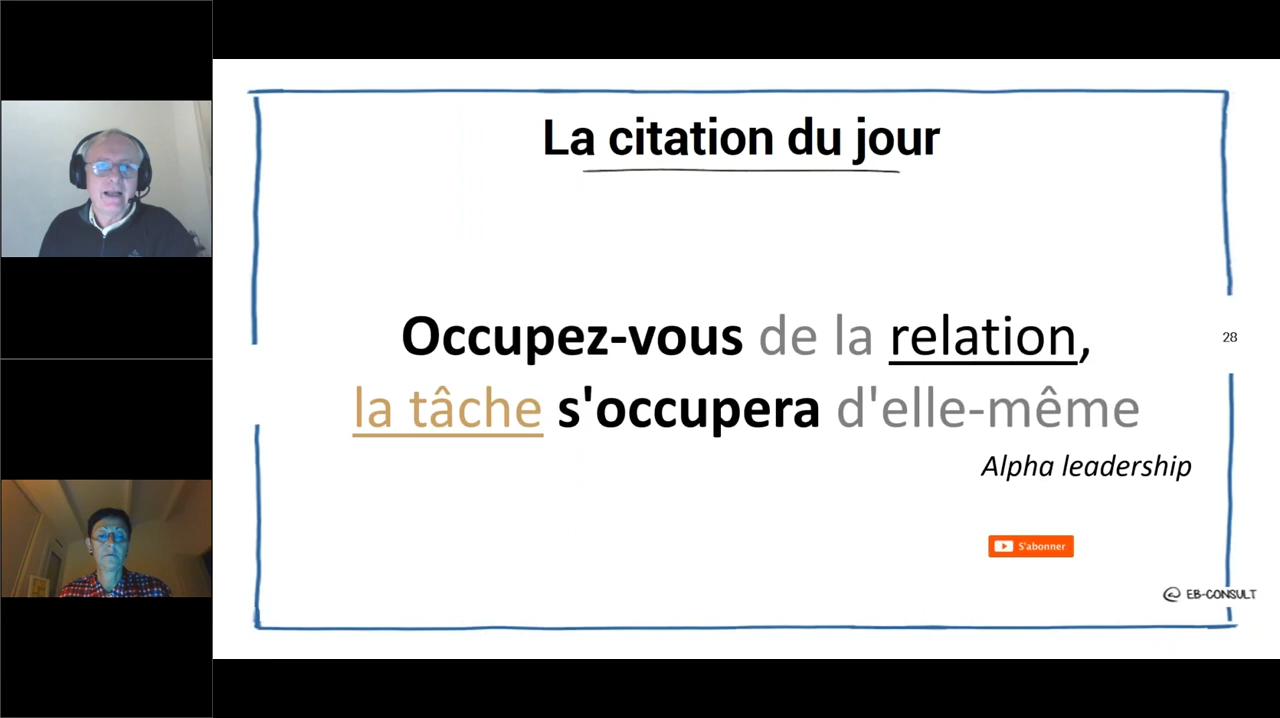 La citation du jour
Occupez-vous de la relation,
28
la tâche s'occupera d'elle-même
Alpha leadership
S'abonner
@ EB-CONSULT